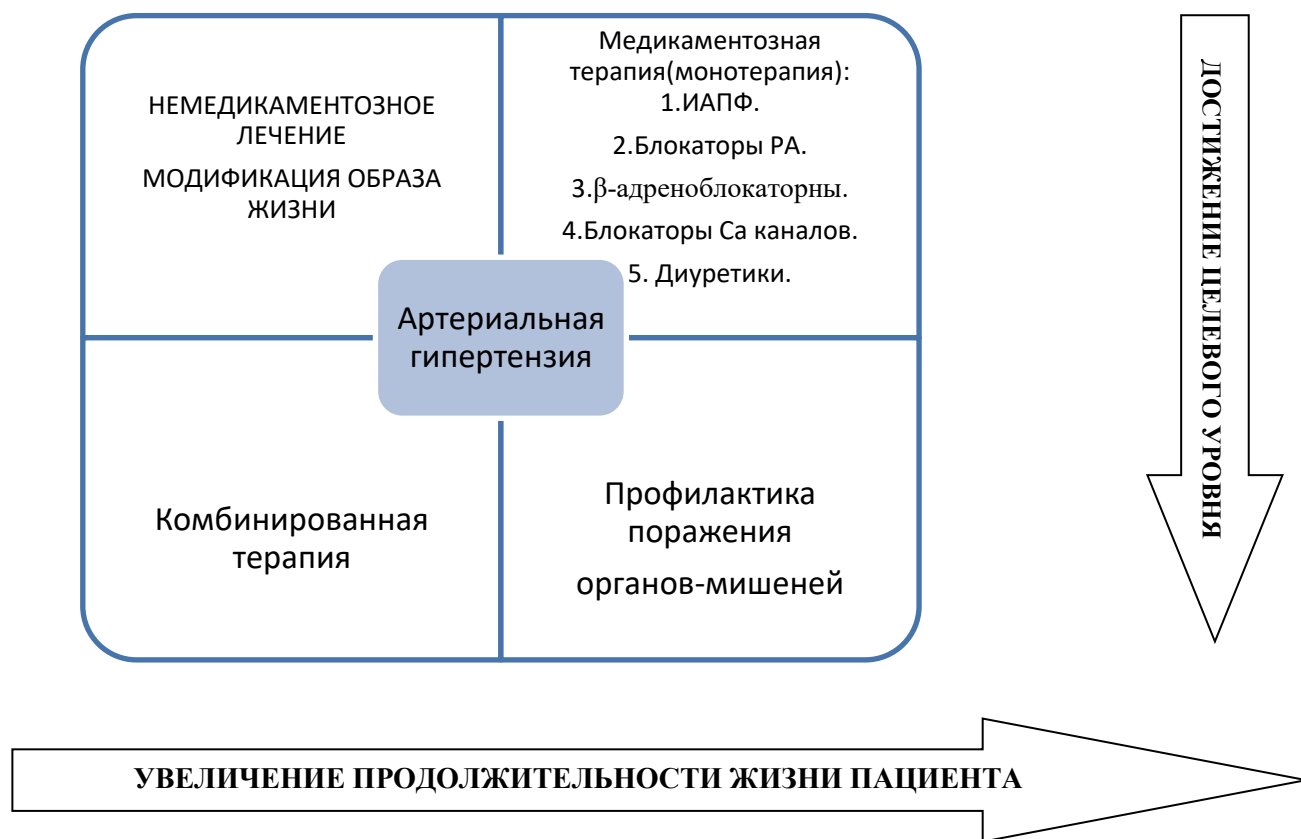 НЕМЕДИКАМЕНТОЗНОЕ
ЛЕЧЕНИЕ
МОДИФИКАЦИЯ ОБРАЗА
ЖИЗНИ
Медикаментозная
терапия(монотерапия):
1.ИАПФ.
2.Блокаторы РА.
3.β-адреноблокаторны.
4.Блокаторы Са каналов.
5. Диуретики.
Артериальная
гипертензия
Комбинированная
терапия
Профилактика
поражения
органов-мишеней
ДОСТИЖЕНИЕ ЦЕЛЕВОГО УРОВНЯ
УВЕЛИЧЕНИЕ ПРОДОЛЖИТЕЛЬНОСТИ ЖИЗНИ ПАЦИЕНТА